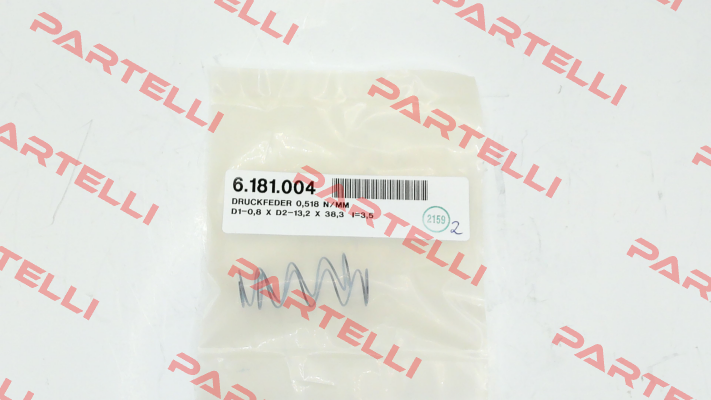 PARTELLI
PARTELLI
PARTELLI
PARTELLI
6.181.004
DRUCKFEDER 0,518 N/MM
D1-0,8 X D2-13,2 X 38,3 I=3,5
2159
2
PARTELLI
PARTELLI
PARTELLI
PARTELLI
PARTELLI